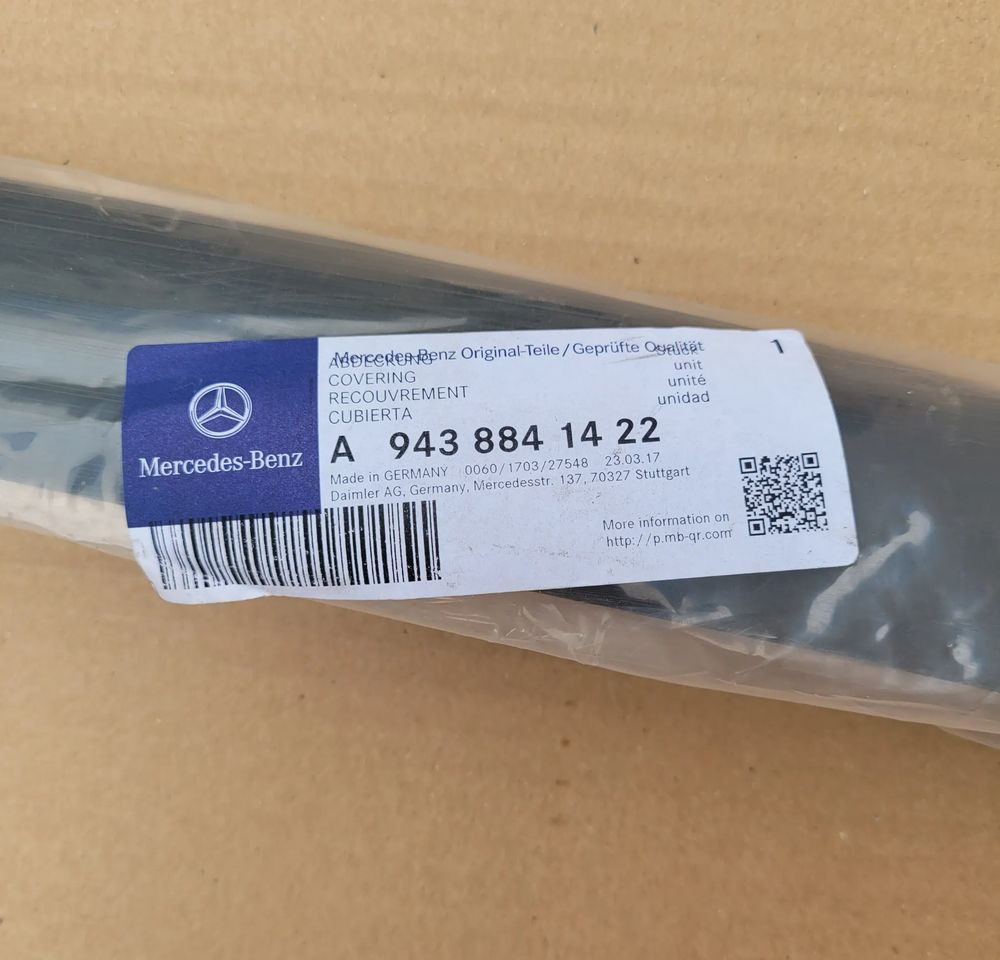 Mercedes-Benz Original-Teile / Geprüfte Qualität
1
ABDECKUNG Stück
COVERING unit
RECOUVREMENT unité
CUBIERTA unidad
A 943 884 14 22
Mercedes-Benz
Made in GERMANY 0060/1703/27548 23.03.17
Daimler AG, Germany, Mercedesstr. 137, 70327 Stuttgart
More information on
http://p.mb-qr.com